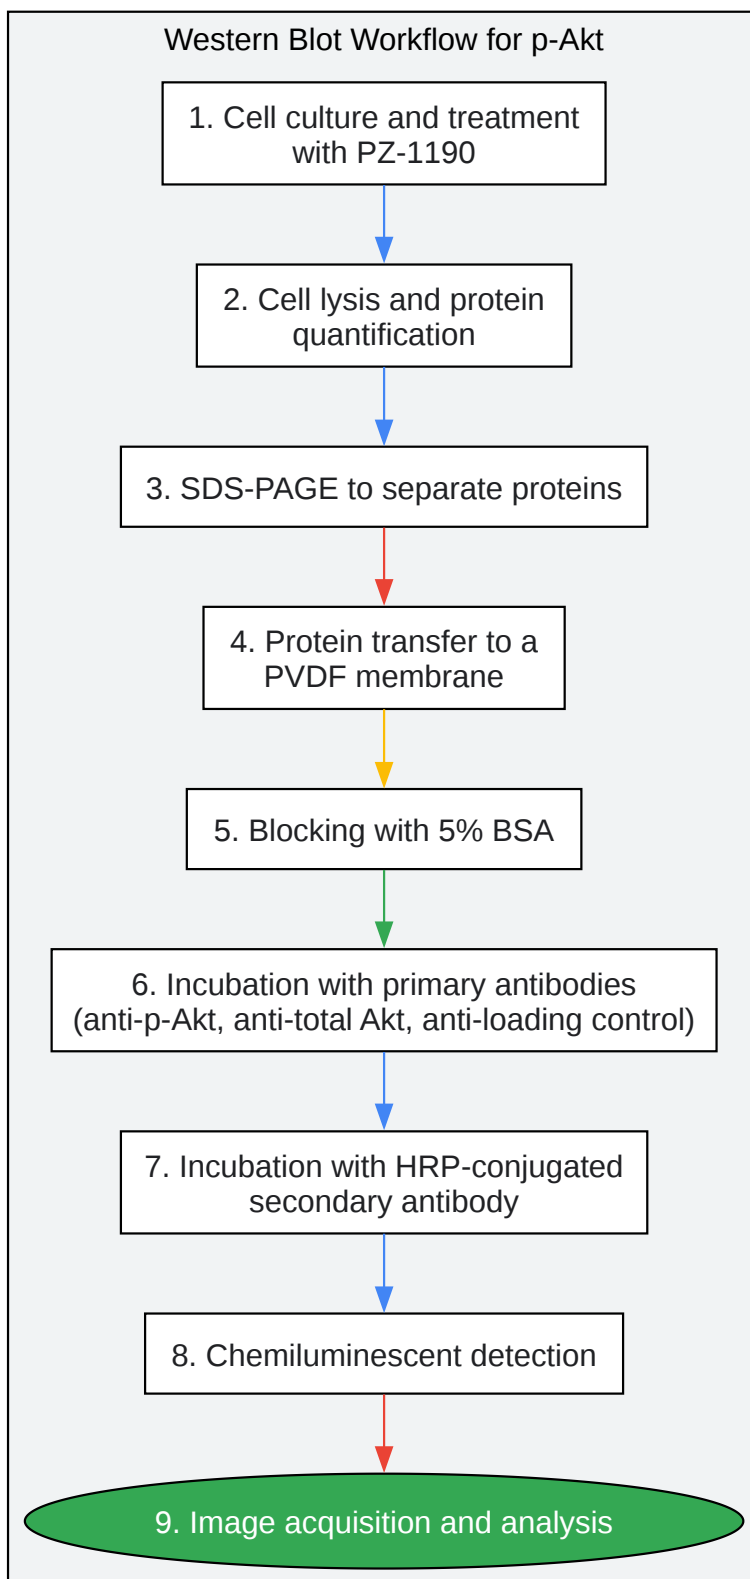 Western Blot Workflow for p-Akt
1. Cell culture and treatment
with PZ-1190
2. Cell lysis and protein
quantification
3. SDS-PAGE to separate proteins
4. Protein transfer to a
PVDF membrane
5. Blocking with 5% BSA
6. Incubation with primary antibodies
(anti-p-Akt, anti-total Akt, anti-loading control)
7. Incubation with HRP-conjugated
secondary antibody
8. Chemiluminescent detection
9. Image acquisition and analysis